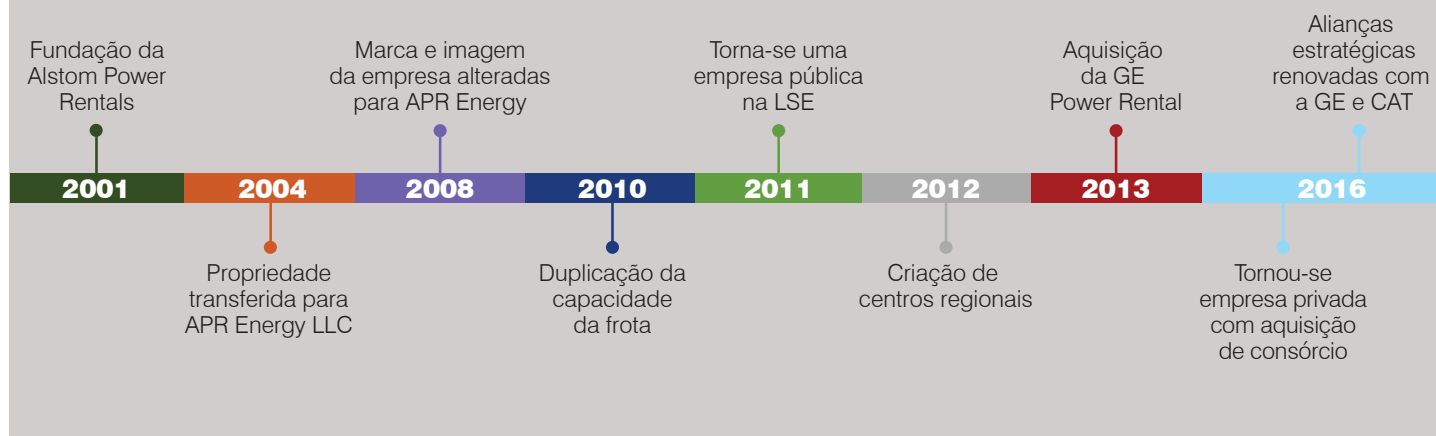 Fundação da
Alstom Power
Rentals
Marca e imagem
da empresa alteradas
para APR Energy
Torna-se uma
empresa pública
na LSE
Aquisição
da GE
Power Rental
Alianças
estratégicas
renovadas com
a GE e CAT
2001 2004 2008 2010 2011 2012 2013 2016
Propriedade
transferida para
APR Energy LLC
Duplicação da
capacidade
da frota
Criação de
centros regionais
Tornou-se
empresa privada
com aquisição
de consórcio